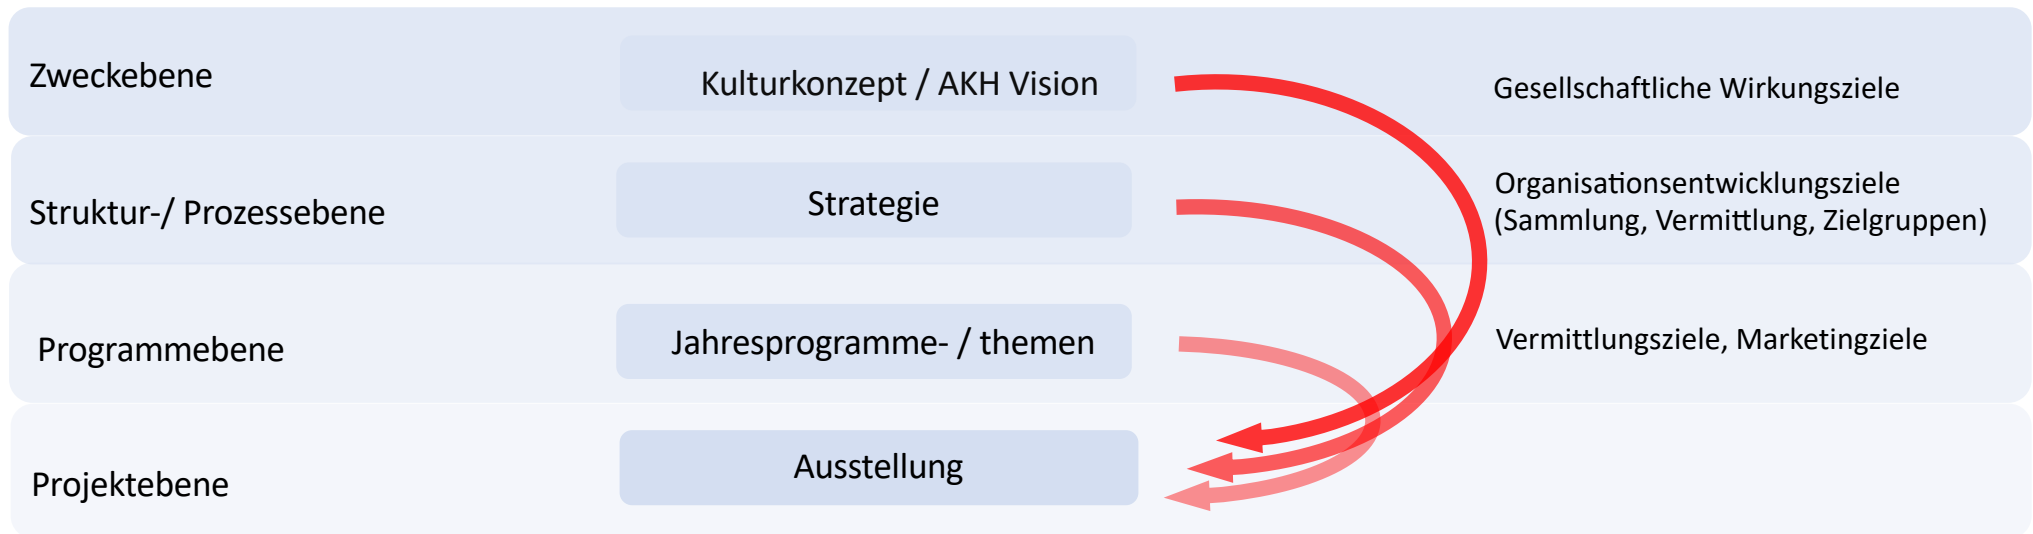 Zweckebene
Kulturkonzept / AKH Vision
Gesellschaftliche Wirkungsziele
Struktur-/ Prozessebene
Strategie
Organisationsentwicklungsziele
(Sammlung, Vermittlung, Zielgruppen)
Programmebene
Jahresprogramme- / themen
Vermittlungsziele, Marketingziele
Projektebene
Ausstellung